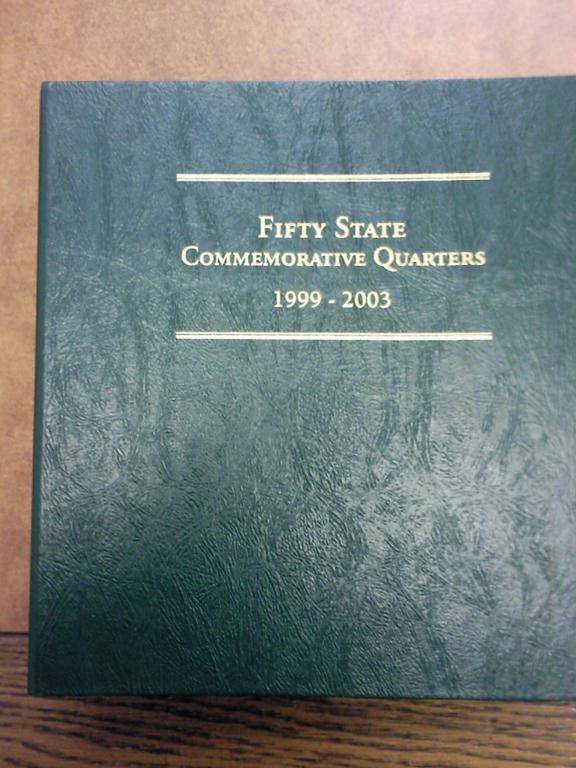 Fifty State
Commemorative Quarters
1999 - 2003